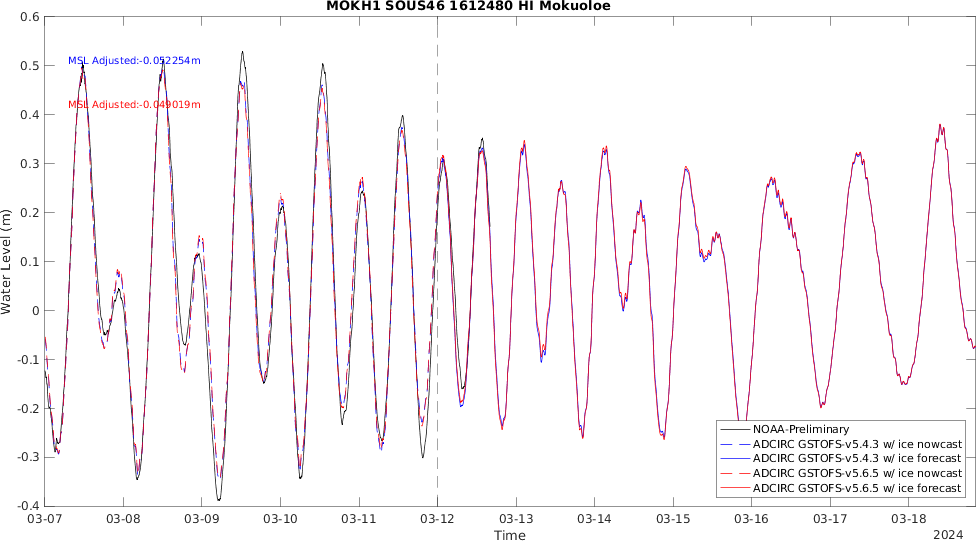 MOKH1 SOUS46 1612480 HI Mokuoloe
0.6
0.5
0.4
0.3
0.2
0.1
0
-0.1
-0.2
-0.3
-0.4
Water Level (m)
MSL Adjusted:-0.052254m
MSL Adjusted:-0.049019m
NOAA-Preliminary
ADCIRC GSTOFS-v5.4.3 w/ ice nowcast
ADCIRC GSTOFS-v5.4.3 w/ ice forecast
ADCIRC GSTOFS-v5.6.5 w/ ice nowcast
ADCIRC GSTOFS-v5.6.5 w/ ice forecast
03-07 03-08 03-09 03-10 03-11 03-12 03-13 03-14 03-15 03-16 03-17 03-18
Time
2024